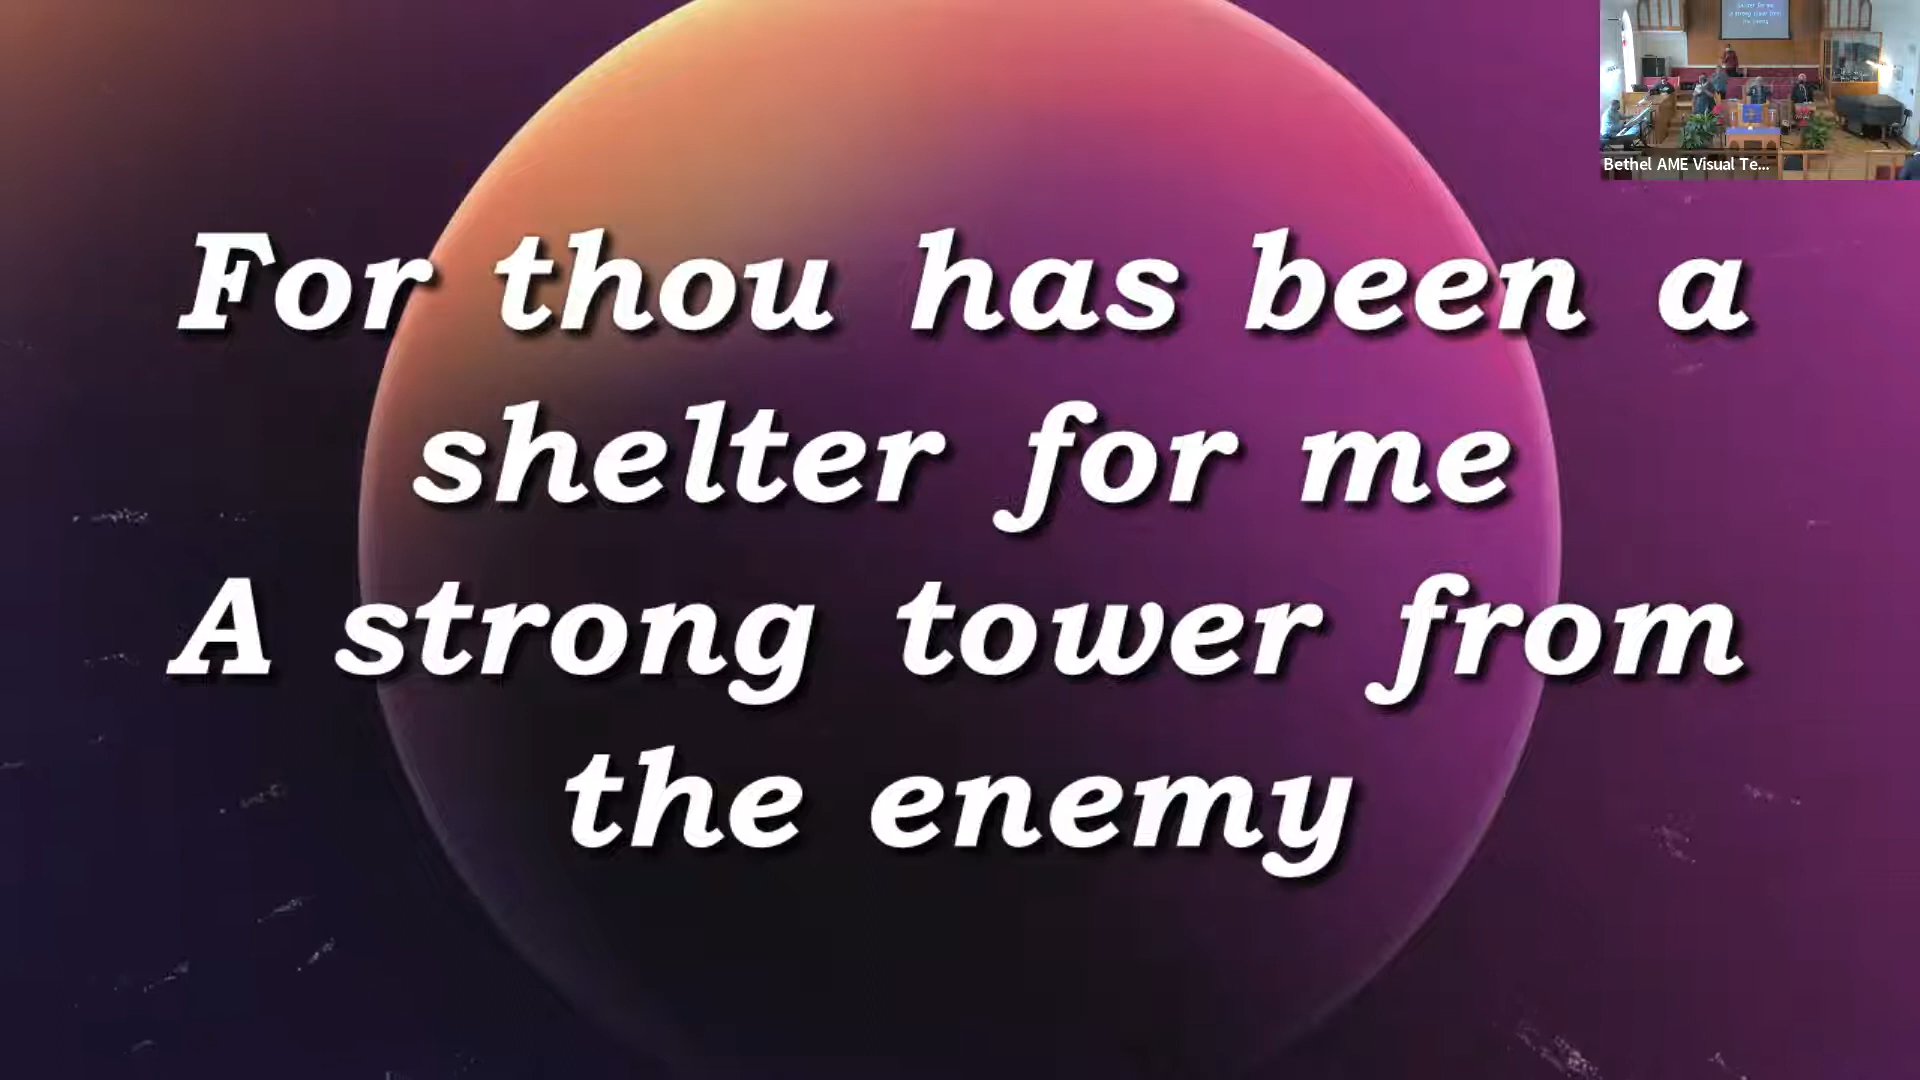 For thou has been a
shelter for me
A strong tower from
the enemy
Bethel AME Visual Te...